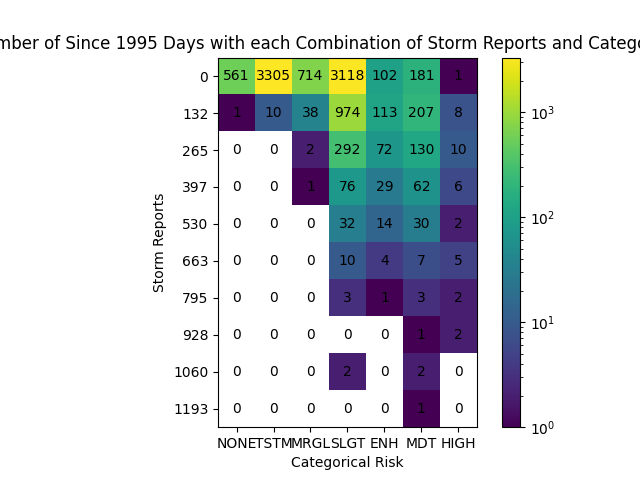 mber of Since 1995 Days with each Combination of Storm Reports and Catego
0 561 3305 714 3118 102 181 1
132 1 10 38 974 113 207 8
265 0 0 2 292 72 130 10
397 0 0 1 76 29 62 6
530 0 0 0 32 14 30 2
663 0 0 0 10 4 7 5
795 0 0 0 3 1 3 2
928 0 0 0 0 0 1 2
1060 0 0 0 2 0 2 0
1193 0 0 0 0 0 1 0
NONE TSTM MRGL SLGT ENH MDT HIGH
Categorical Risk
Storm Reports
10³
10²
10¹
10⁰